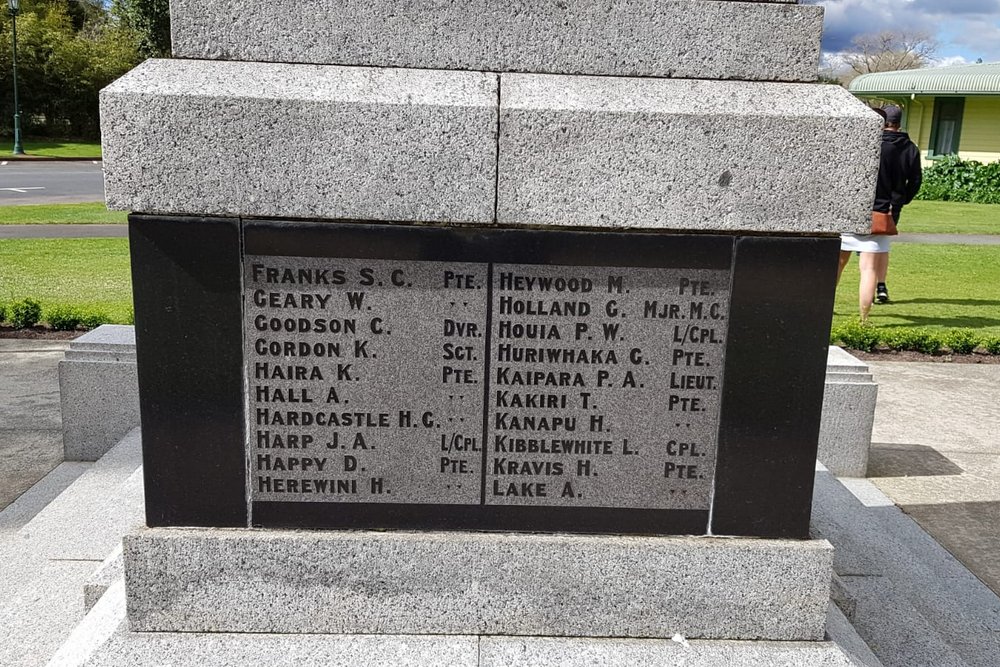 FRANKS S. C. PTE.
GEARY W. " "
GOODSON C. DVR.
GORDON K. SGT.
HAIRA K. PTE.
HALL A. " "
HARDCASTLE H.G. " "
HARP J.A. L/CPL.
HAPPY D. PTE.
HEREWINI H. " "
HEYWOOD M. PTE.
HOLLAND G. MJR. M.C.
HOUIA P. W. L/CPL.
HURIWHAKA G. PTE.
KAIPARA P. A. LIEUT.
KAKIRI T. PTE.
KANAPU H. " "
KIBBLEWHITE L. CPL.
KRAVIS H. PTE.
LAKE A. " "